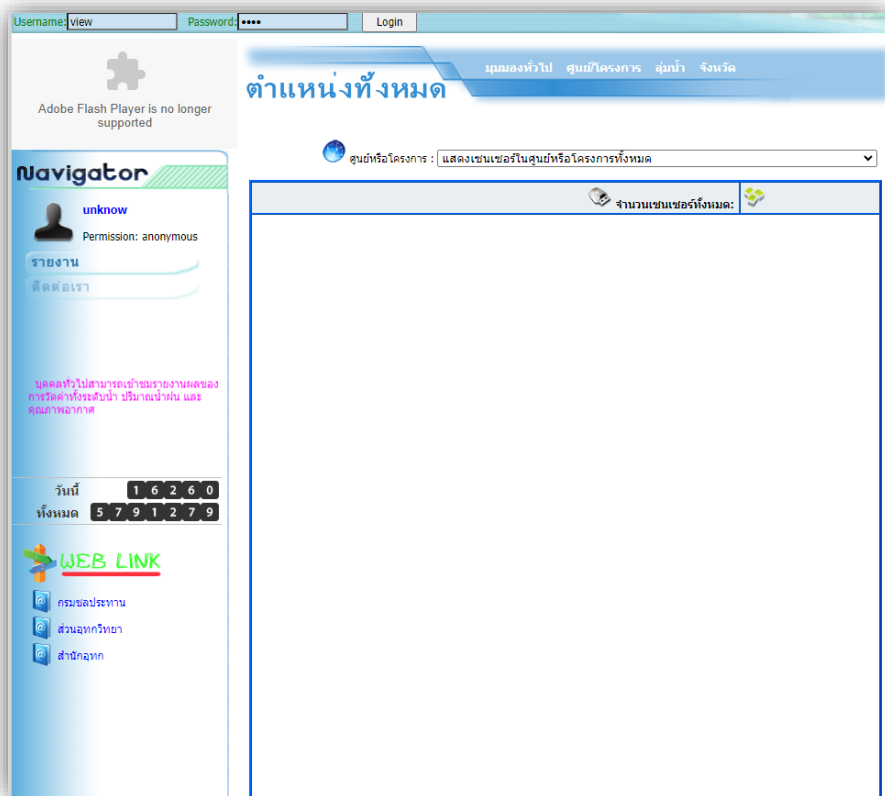 Username: view Password: •••• Login
Adobe Flash Player is no longer
supported
มุมมองทั่วไป ศูนย์/โครงการ ลุ่มน้ำ จังหวัด
ตำแหน่งทั้งหมด
ศูนย์หรือโครงการ : แสดงเซนเซอร์ในศูนย์หรือโครงการทั้งหมด
จำนวนเซนเซอร์ทั้งหมด:
Navigator
unknow
Permission: anonymous
รายงาน
ติดต่อเรา
บุคคลทั่วไปสามารถเข้าชมรายงานผลของ
การวัดค่าทั้งระดับน้ำ ปริมาณน้ำฝน และ
คุณภาพอากาศ
วันนี้ 16260
ทั้งหมด 5791279
WEB LINK
กรมชลประทาน
ส่วนอุทกวิทยา
สำนักอุทก